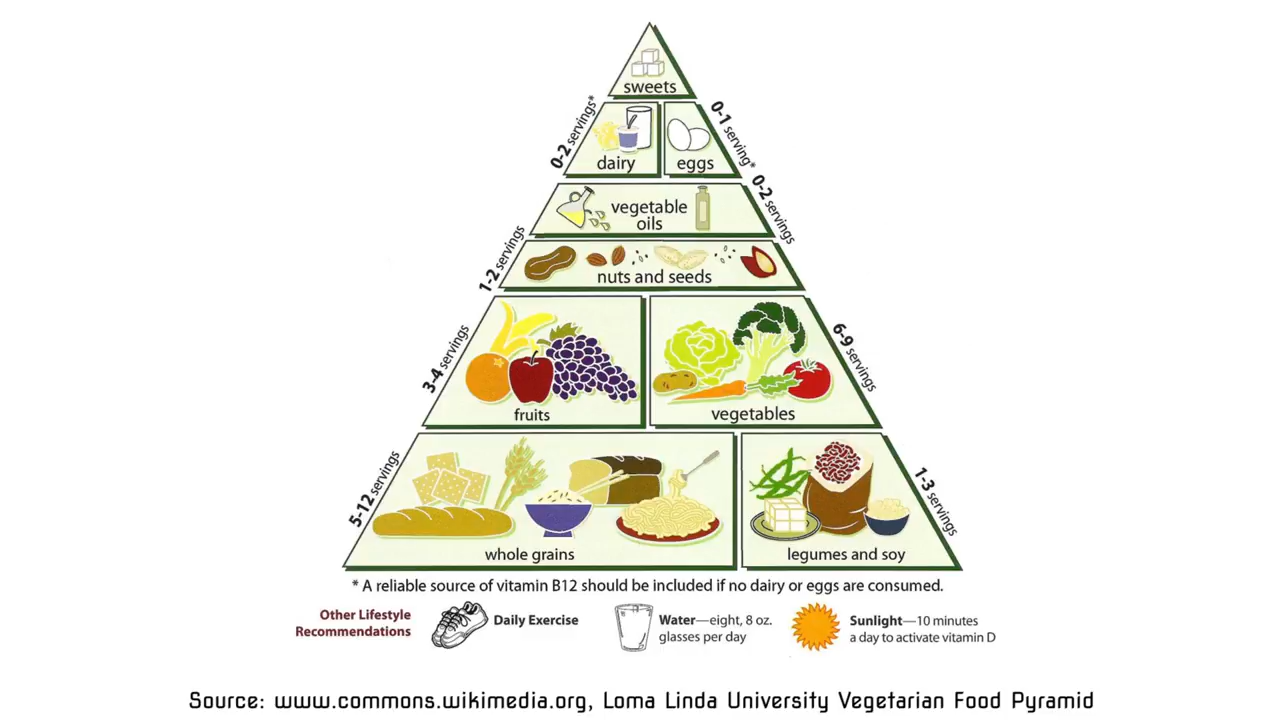 sweets
0-2 servings*
dairy
eggs
0-1 serving*
vegetable
oils
0-2 servings
1-2 servings
nuts and seeds
3-4 servings
fruits
vegetables
6-9 servings
5-12 servings
whole grains
legumes and soy
1-3 servings
* A reliable source of vitamin B12 should be included if no dairy or eggs are consumed.
Other Lifestyle
Recommendations
Daily Exercise
Water—eight, 8 oz.
glasses per day
Sunlight—10 minutes
a day to activate vitamin D
Source: www.commons.wikimedia.org, Loma Linda University Vegetarian Food Pyramid